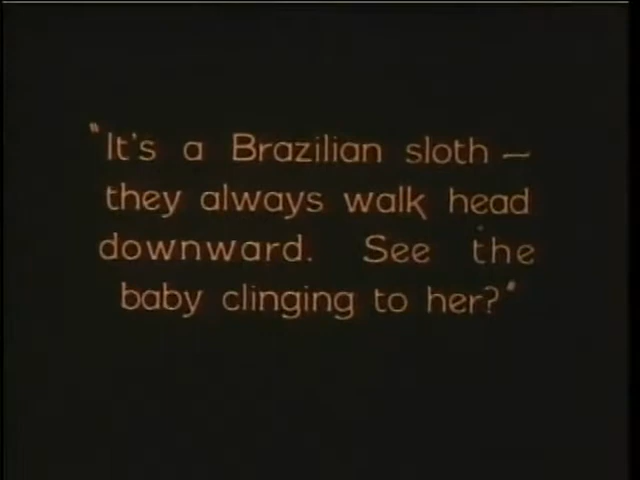 "It's a Brazilian sloth —
they always walk head
downward. See the
baby clinging to her?"